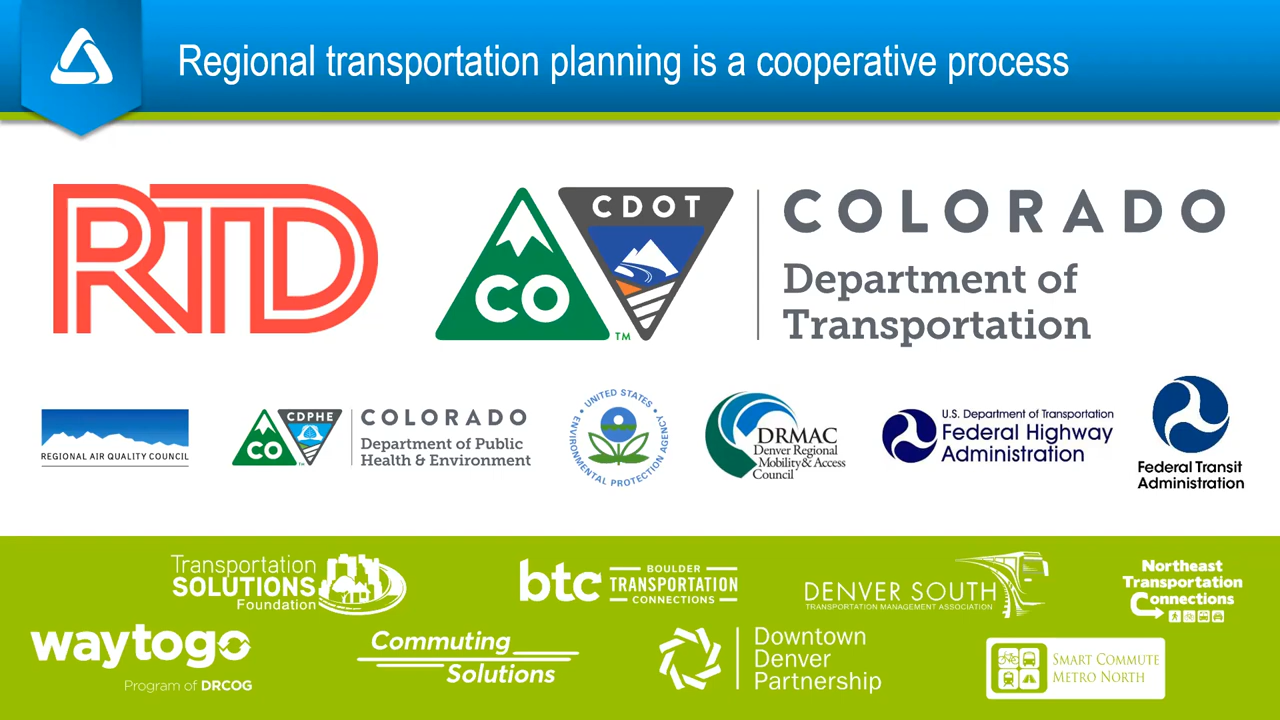 Regional transportation planning is a cooperative process
RTD
CO
TM
CDOT
COLORADO
Department of
Transportation
REGIONAL AIR QUALITY COUNCIL
CO
TM
CDPHE
COLORADO
Department of Public
Health & Environment
UNITED STATES
ENVIRONMENTAL PROTECTION AGENCY
DRMAC
Denver Regional
Mobility & Access
Council
U.S. Department of Transportation
Federal Highway
Administration
Federal Transit
Administration
Transportation
SOLUTIONS
Foundation
btc
BOULDER
TRANSPORTATION
CONNECTIONS
DENVER SOUTH
TRANSPORTATION MANAGEMENT ASSOCIATION
Northeast
Transportation
Connections
waytogo
Program of DRCOG
Commuting
Solutions
Downtown
Denver
Partnership
SMART COMMUTE
METRO NORTH